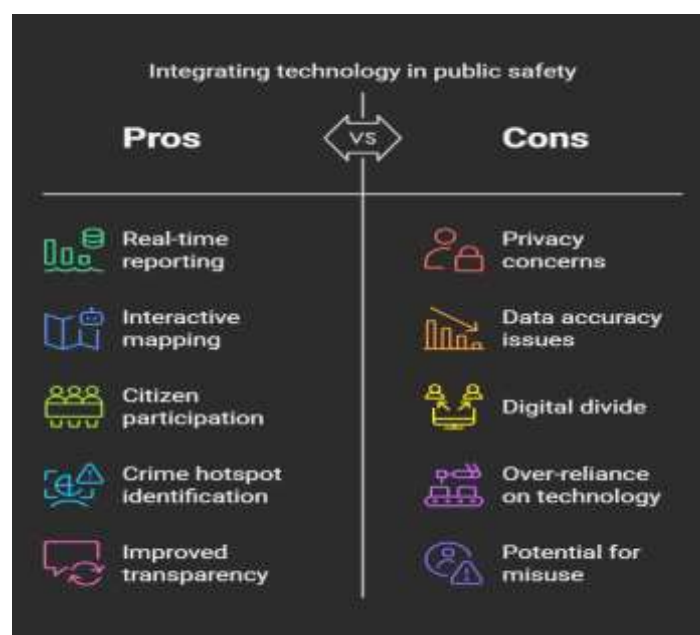 Integrating technology in public safety
Pros
VS
Cons
Real-time
reporting
Interactive
mapping
Citizen
participation
Crime hotspot
identification
Improved
transparency
Privacy
concerns
Data accuracy
issues
Digital divide
Over-reliance
on technology
Potential for
misuse